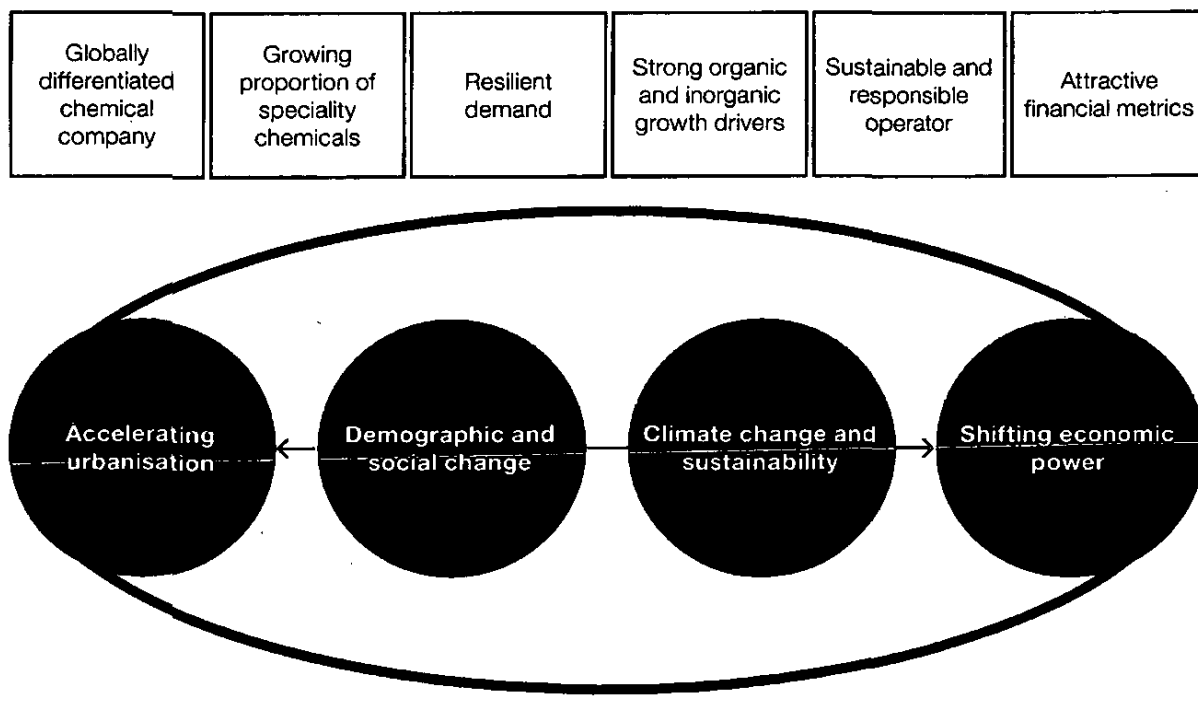 Globally
differentiated
chemical
company
Growing
proportion of
speciality
chemicals
Resilient
demand
Strong organic
and inorganic
growth drivers
Sustainable and
responsible
operator
Attractive
financial metrics
Accelerating
urbanisation
Demographic and
social change
Climate change and
sustainability
Shifting economic
power